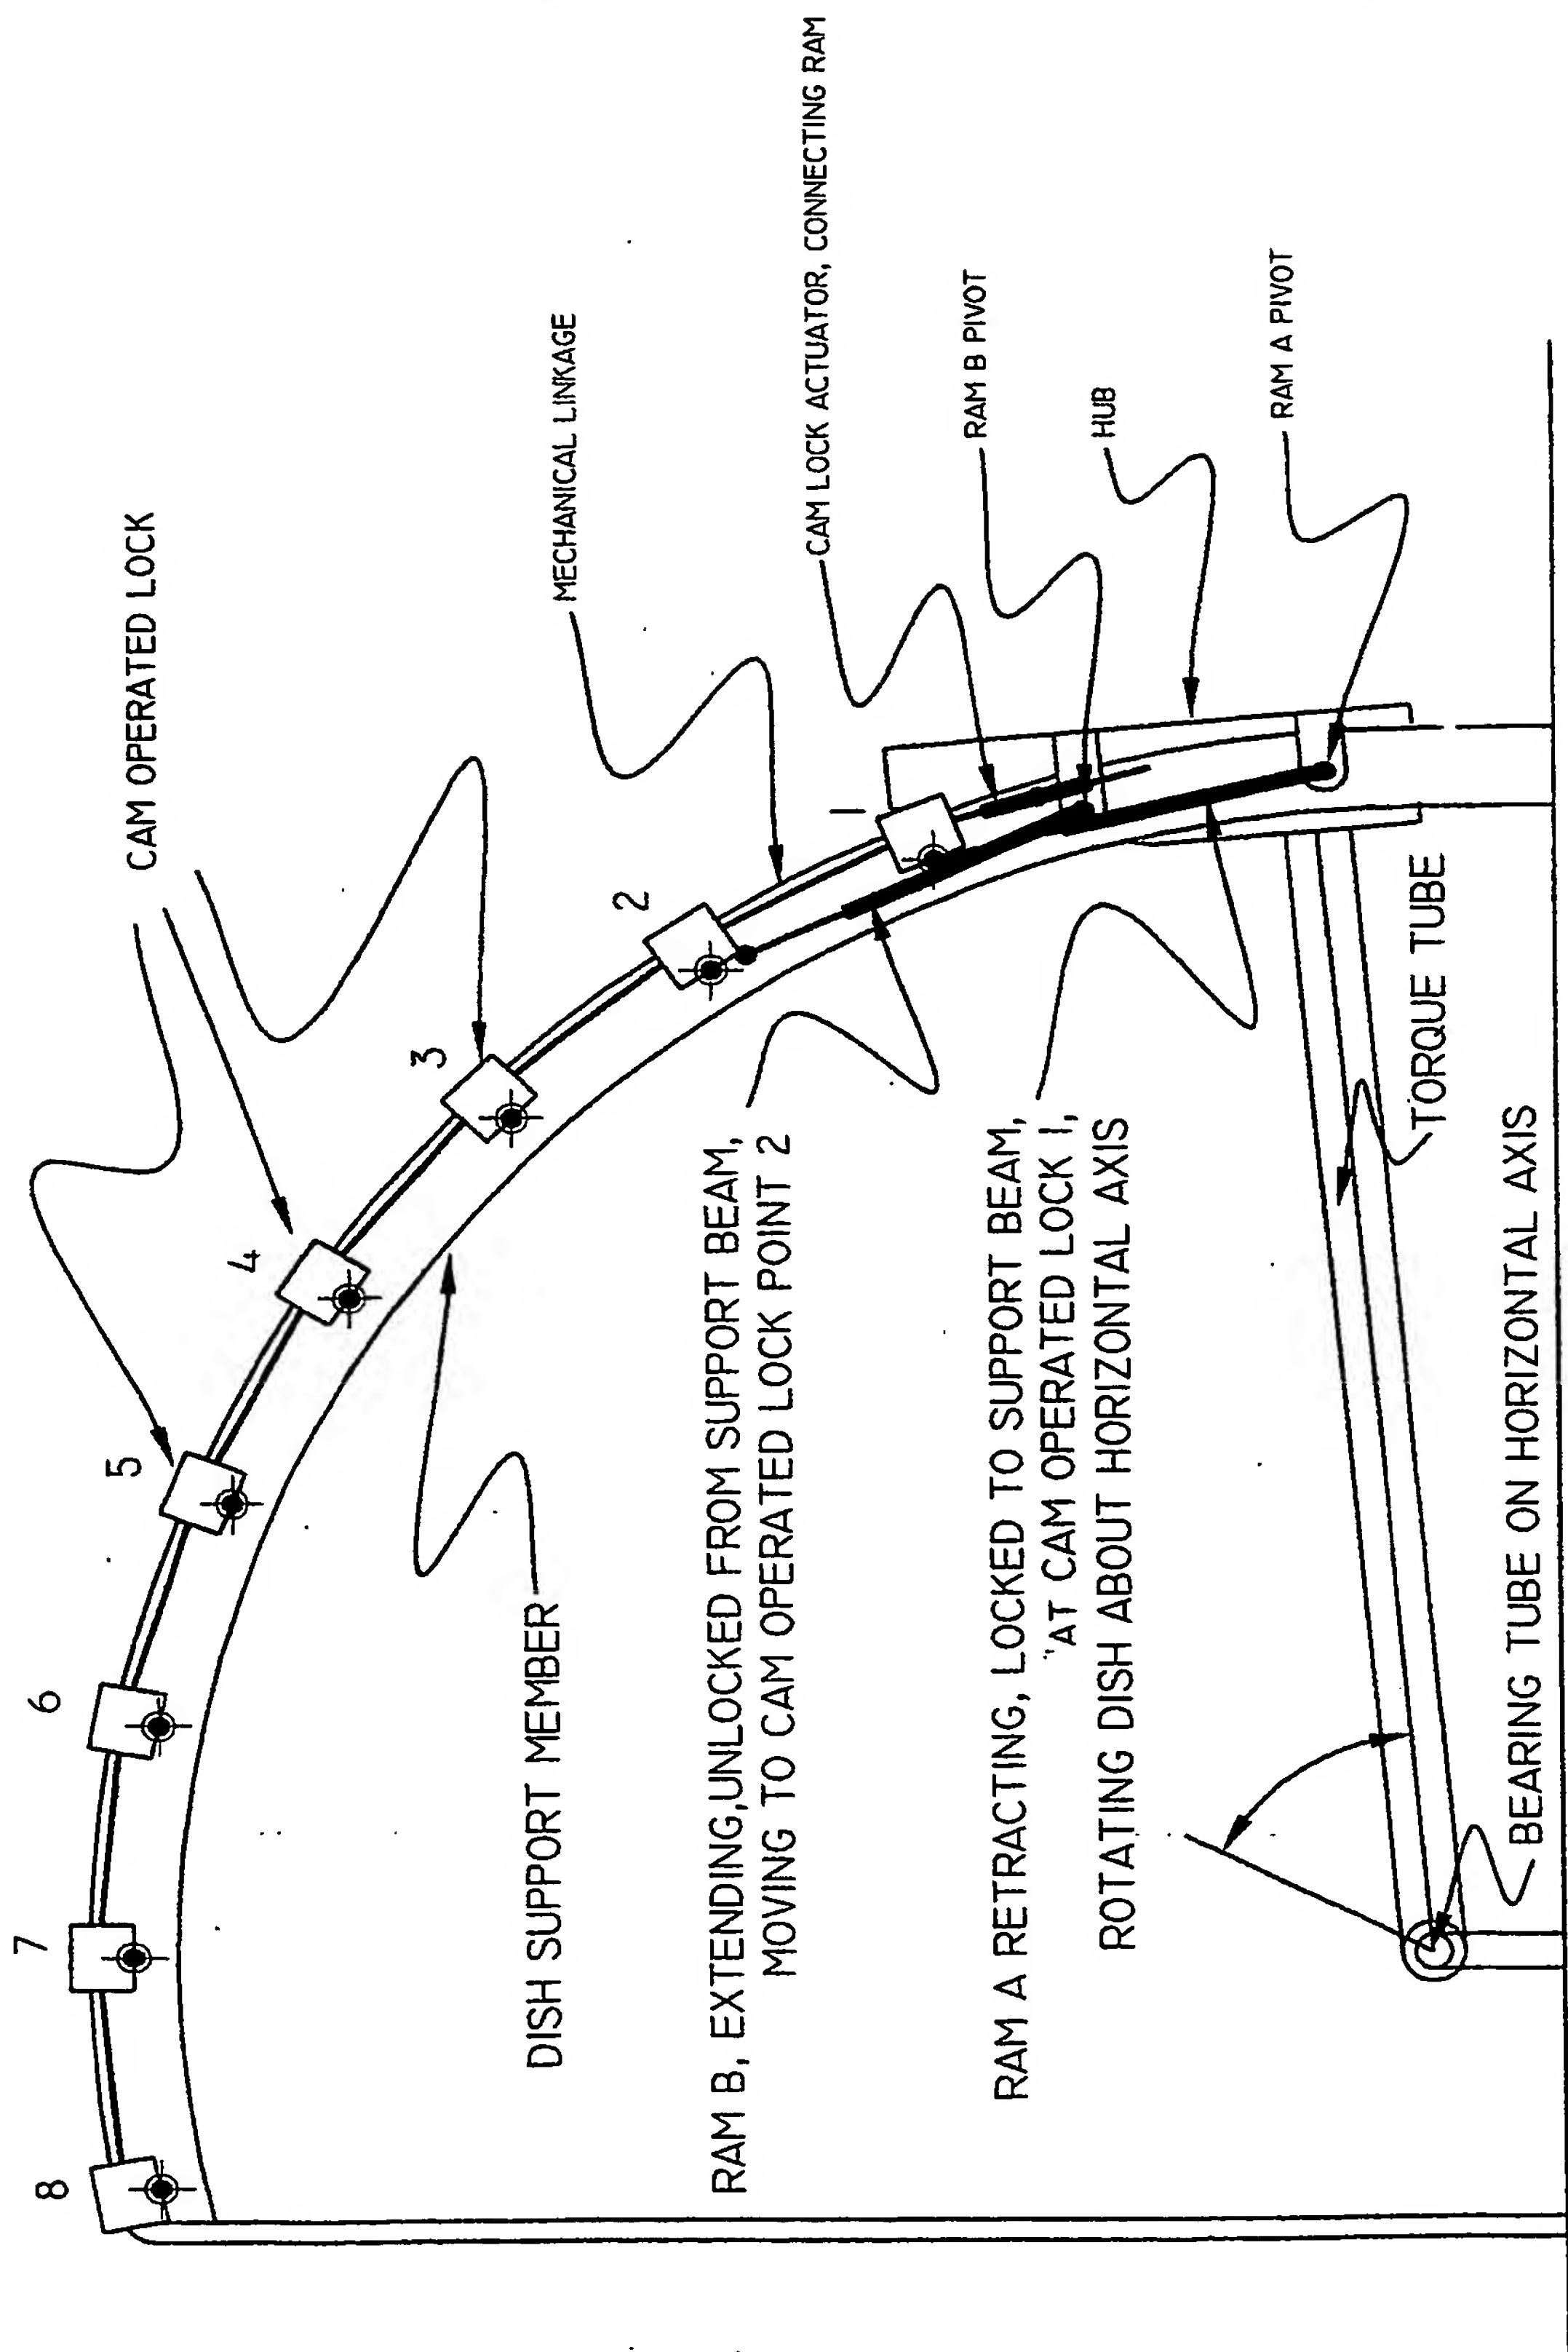 8
7
6
5
CAM OPERATED LOCK
4
3
2
1
DISH SUPPORT MEMBER
MECHANICAL LINKAGE
RAM B, EXTENDING,UNLOCKED FROM SUPPORT BEAM,
MOVING TO CAM OPERATED LOCK POINT 2
CAM LOCK ACTUATOR, CONNECTING RAM
RAM B PIVOT
RAM A RETRACTING, LOCKED TO SUPPORT BEAM,
AT CAM OPERATED LOCK 1,
ROTATING DISH ABOUT HORIZONTAL AXIS
HUB
RAM A PIVOT
TORQUE TUBE
BEARING TUBE ON HORIZONTAL AXIS